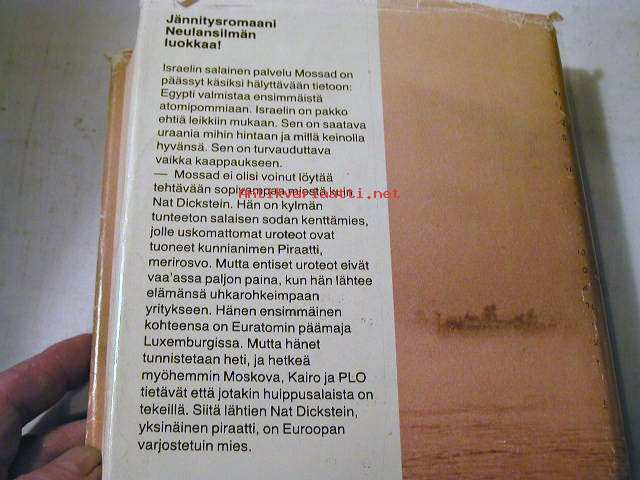 Jännitysromaani
Neulansilmän
luokkaa!
Israelin salainen palvelu Mossad on
päässyt käsiksi hälyttävään tietoon:
Egypti valmistaa ensimmäistä
atomipommiaan. Israelin on pakko
ehtiä leikkiin mukaan. Sen on saatava
uraania mihin hintaan ja millä keinolla
hyvänsä. Sen on turvauduttava
vaikka kaappaukseen.
— Mossad ei olisi voinut löytää
tehtävään sopivampaa miestä kuin
Antikvariaatti.net
Nat Dickstein. Hän on kylmän
tunteeton salaisen sodan kenttämies,
jolle uskomattomat uroteot ovat
tuoneet kunnianimen Piraatti,
merirosvo. Mutta entiset uroteot eivät
vaa'assa paljon paina, kun hän lähtee
elämänsä uhkarohkeimpaan
yritykseen. Hänen ensimmäinen
kohteensa on Euratomin päämaja
Luxemburgissa. Mutta hänet
tunnistetaan heti, ja hetkeä
myöhemmin Moskova, Kairo ja PLO
tietävät että jotakin huippusalaista on
tekeillä. Siitä lähtien Nat Dickstein,
yksinäinen piraatti, on Euroopan
varjostetuin mies.